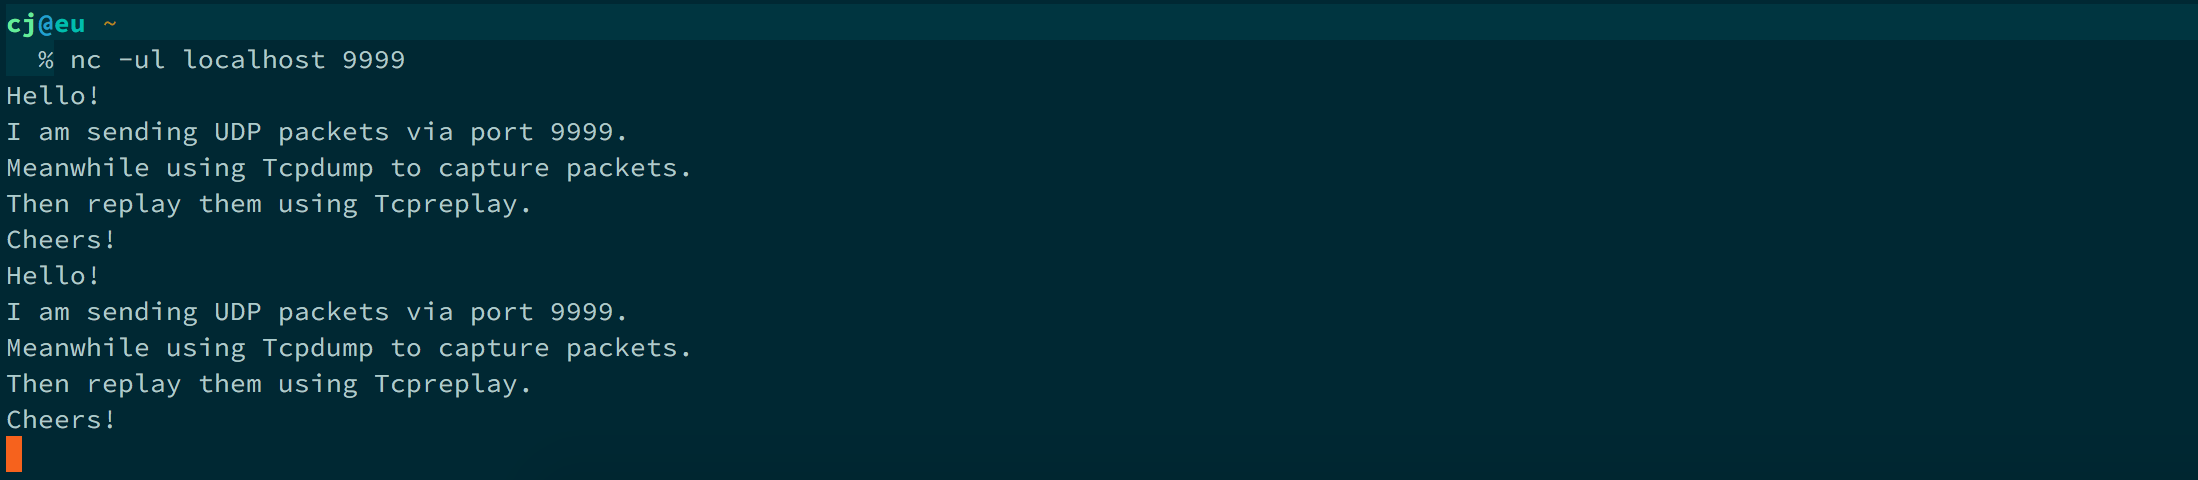 cj@eu ~
% nc -ul localhost 9999
Hello!
I am sending UDP packets via port 9999.
Meanwhile using Tcpdump to capture packets.
Then replay them using Tcpreplay.
Cheers!
Hello!
I am sending UDP packets via port 9999.
Meanwhile using Tcpdump to capture packets.
Then replay them using Tcpreplay.
Cheers!